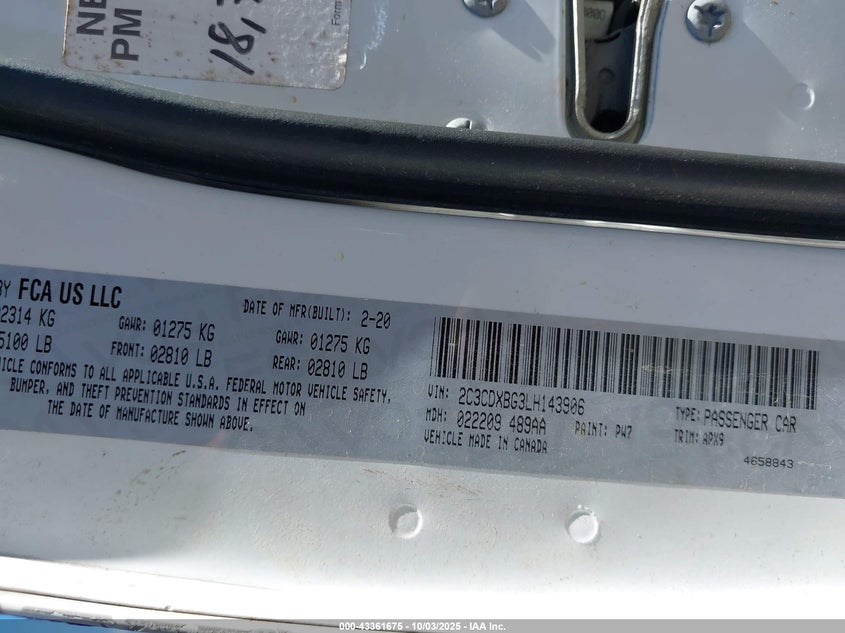 NE
PM
18,
Form
BY FCA US LLC
DATE OF MFR(BUILT): 2-20
2314 KG GAWR: 01275 KG GAWR: 01275 KG
5100 LB FRONT: 02810 LB REAR: 02810 LB
VEHICLE CONFORMS TO ALL APPLICABLE U.S.A. FEDERAL MOTOR VEHICLE SAFETY,
BUMPER, AND THEFT PREVENTION STANDARDS IN EFFECT ON
THE DATE OF MANUFACTURE SHOWN ABOVE.
VIN: 2C3CDXBG3LH143906
TYPE: PASSENGER CAR
MDH: 022209 489AA PAINT: PW7 TRIM: APX9
VEHICLE MADE IN CANADA
4658843
000-43361675 - 10/03/2025 - IAA Inc.